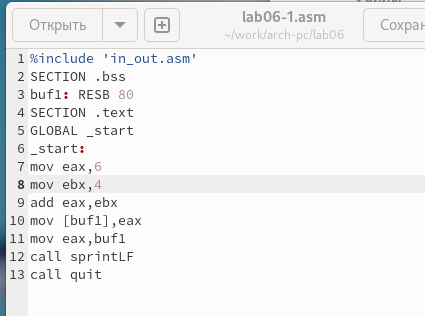 Открыть
lab06-1.asm
~/work/arch-pc/lab06
Сохран
1 %include 'in_out.asm'
2 SECTION .bss
3 buf1: RESB 80
4 SECTION .text
5 GLOBAL _start
6 _start:
7 mov eax,6
8 mov ebx,4
9 add eax,ebx
10 mov [buf1],eax
11 mov eax,buf1
12 call sprintLF
13 call quit